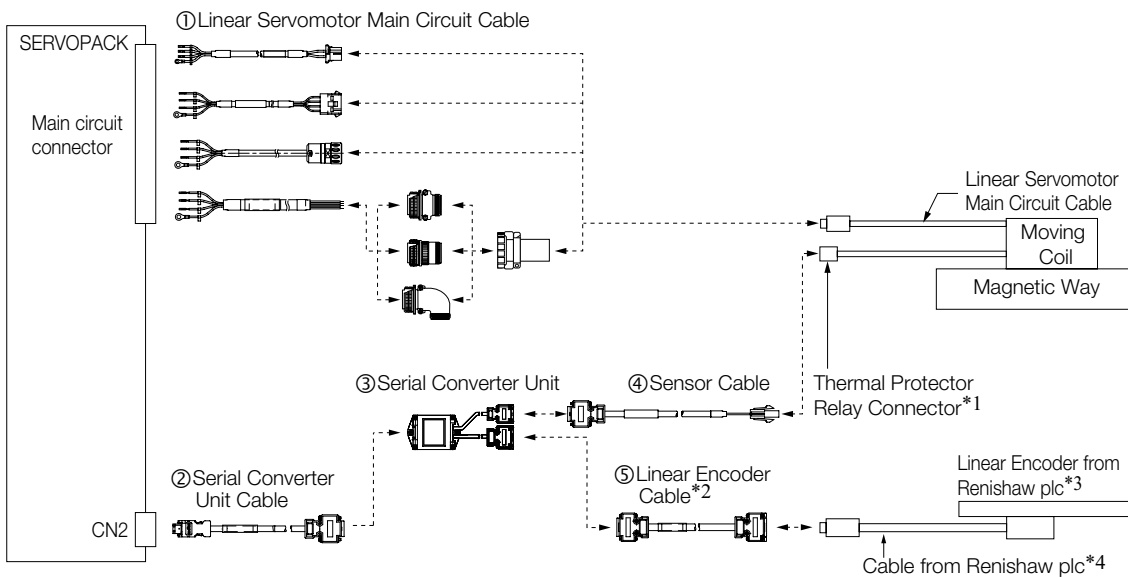 ①Linear Servomotor Main Circuit Cable
SERVOPACK
Main circuit
connector
Linear Servomotor
Main Circuit Cable
Moving
Coil
Magnetic Way
③Serial Converter Unit
④Sensor Cable
Thermal Protector
Relay Connector*1
②Serial Converter
Unit Cable
⑤Linear Encoder
Cable*2
Linear Encoder from
Renishaw plc*3
CN2
Cable from Renishaw plc*4